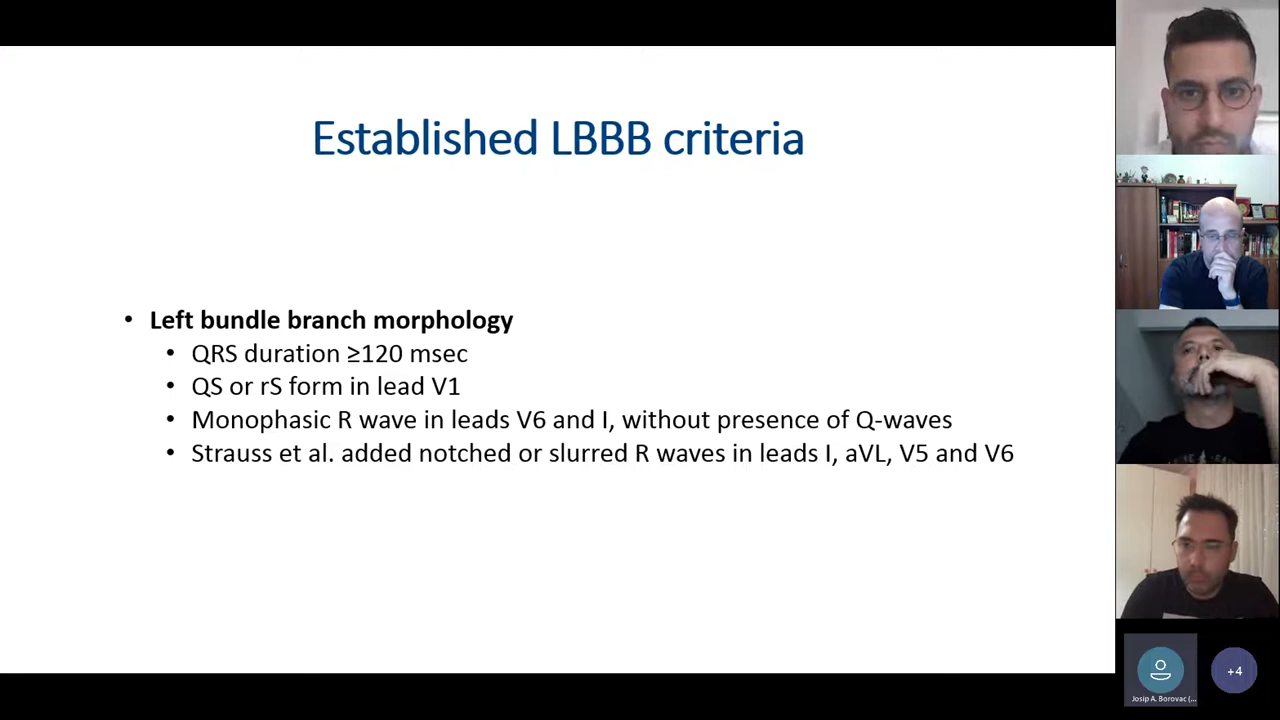 Established LBBB criteria
• Left bundle branch morphology
• QRS duration ≥120 msec
• QS or rS form in lead V1
• Monophasic R wave in leads V6 and I, without presence of Q-waves
• Strauss et al. added notched or slurred R waves in leads I, aVL, V5 and V6
Josip A. Borovac (...
+4